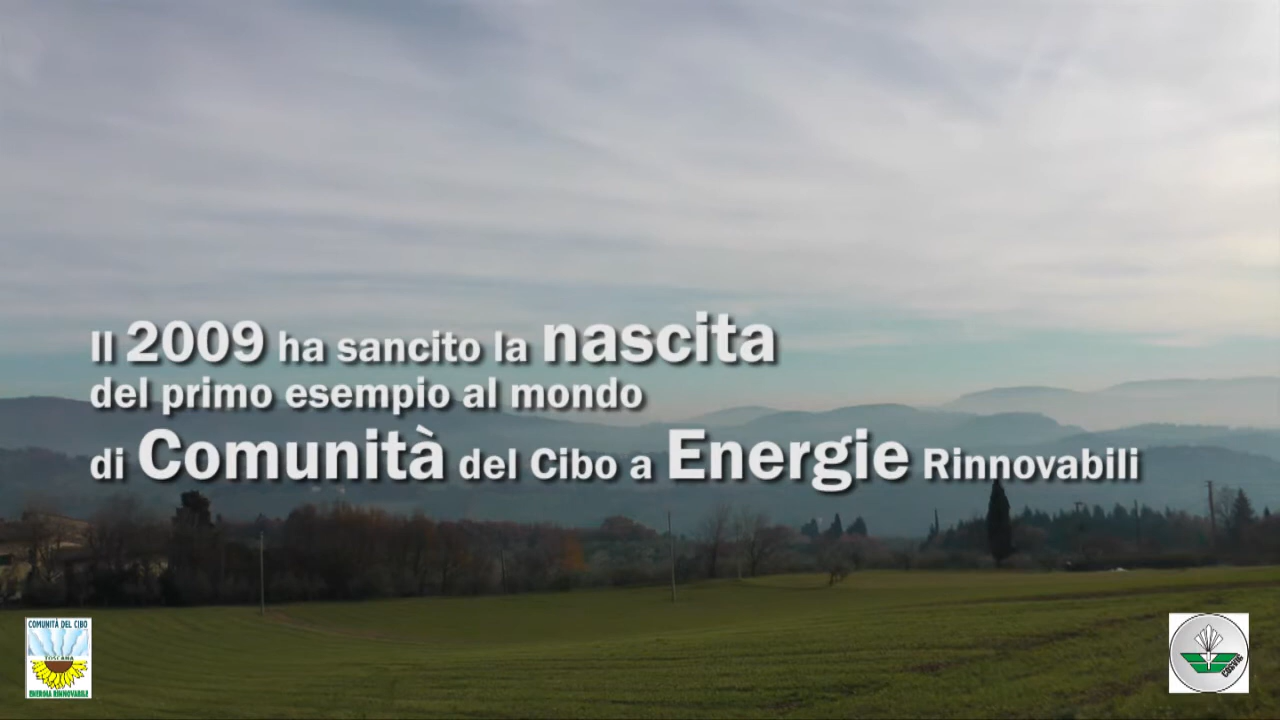 Il 2009 ha sancito la nascita
del primo esempio al mondo
di Comunità del Cibo a Energie Rinnovabili
COMUNITÀ DEL CIBO
TOSCANA
ENERGIA RINNOVABILE